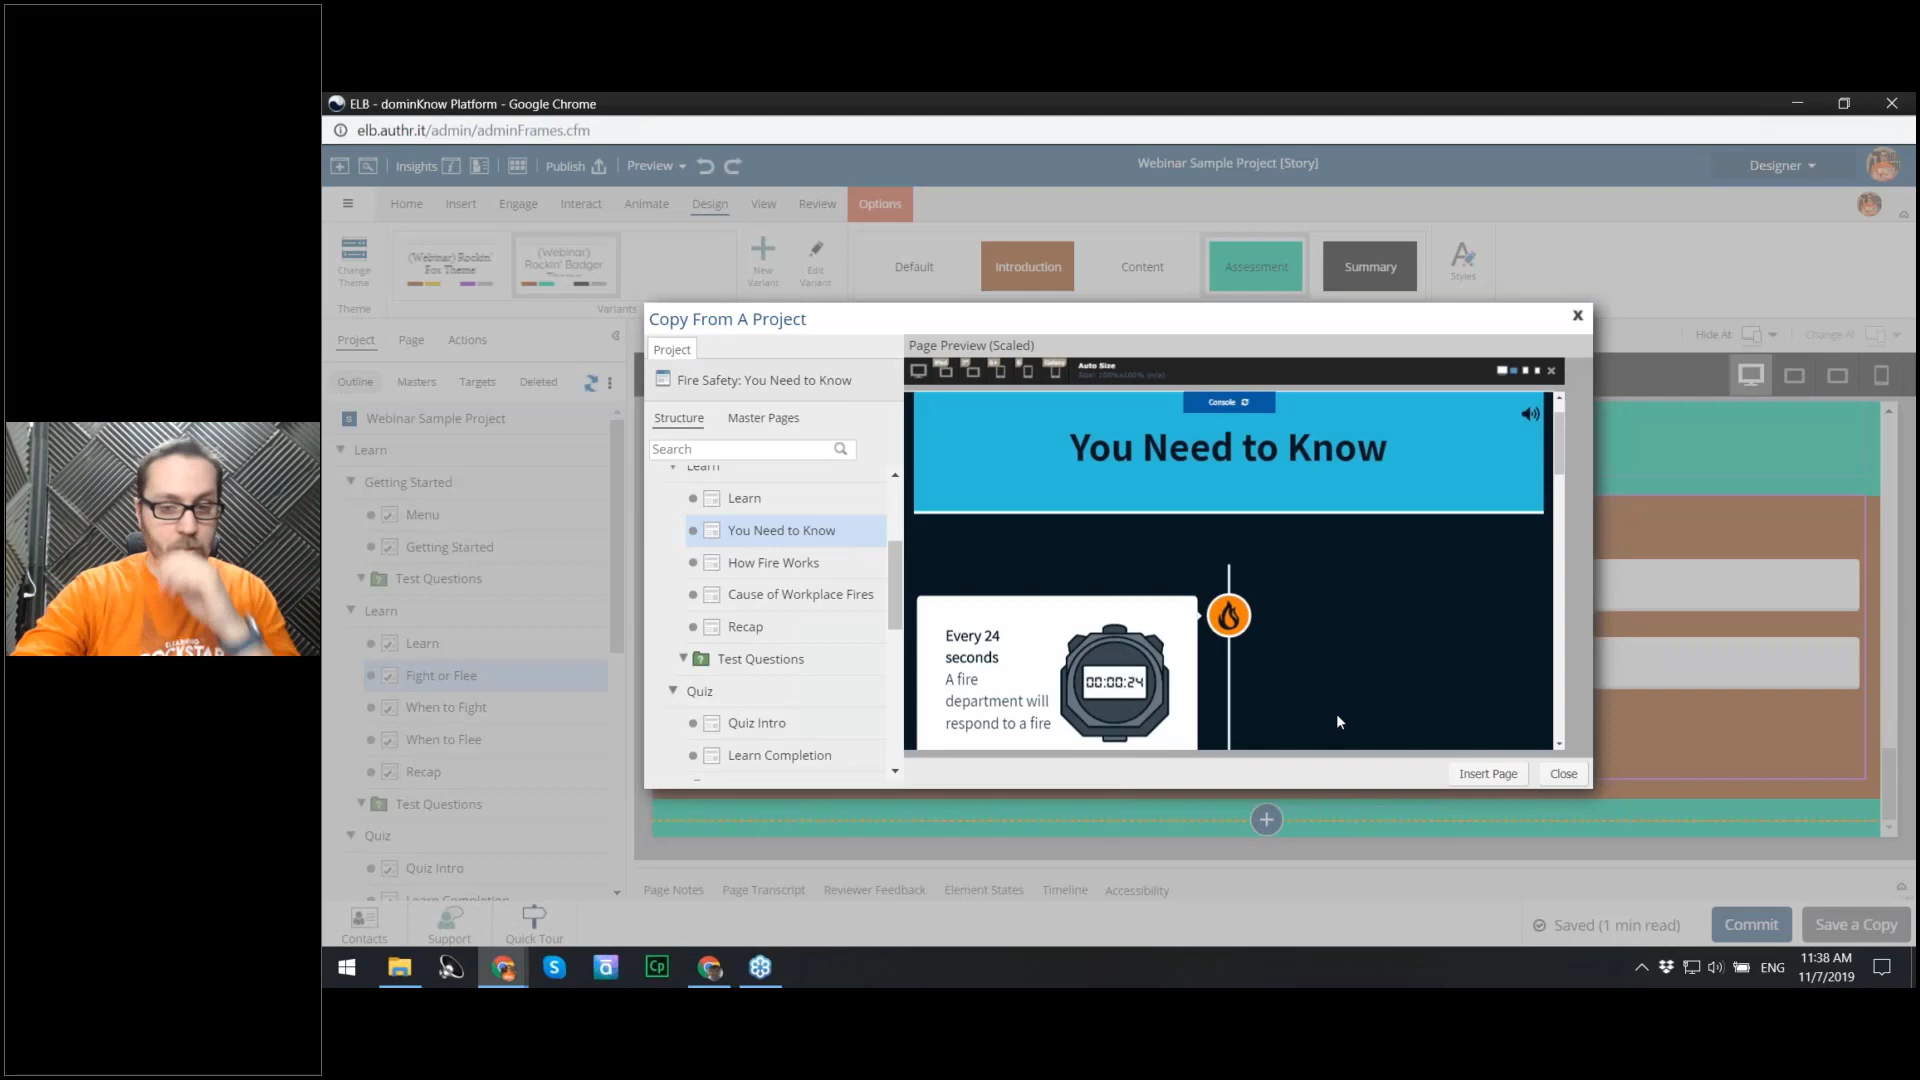 ELB - dominKnow Platform - Google Chrome
elb.authr.it/admin/adminFrames.cfm
Insights
Publish
Preview
Webinar Sample Project [Story]
Designer
Home
Insert
Engage
Interact
Animate
Design
View
Review
Options
Change Theme
(Webinar) Rockin' Fox Theme
(Webinar) Rockin' Badger
New Variant
Edit Variant
Default
Introduction
Content
Assessment
Summary
Styles
Theme
Variants
Project
Page
Actions
Hide At
Outline
Masters
Targets
Deleted
Webinar Sample Project
Learn
Getting Started
Menu
Getting Started
Test Questions
Learn
Learn
Fight or Flee
When to Fight
When to Flee
Recap
Test Questions
Quiz
Quiz Intro
Learn Completion
Copy From A Project
X
Project
Fire Safety: You Need to Know
Structure
Master Pages
Search
Learn
Learn
You Need to Know
How Fire Works
Cause of Workplace Fires
Recap
Test Questions
Quiz
Quiz Intro
Learn Completion
Page Preview (Scaled)
Auto Size
Console
You Need to Know
Every 24
seconds
A fire
department will
respond to a fire
00:00:24
Insert Page
Close
Page Notes
Page Transcript
Reviewer Feedback
Element States
Timeline
Accessibility
Contacts
Support
Quick Tour
Saved (1 min read)
Commit
Save a Copy
S
a
Cp
ENG
11:38 AM
11/7/2019